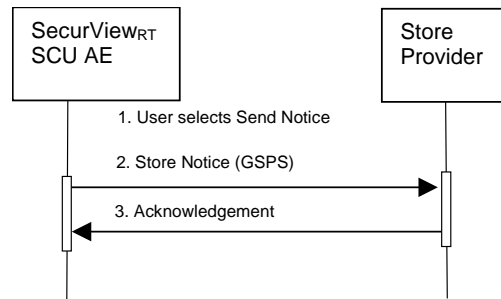 SecurViewRT
SCU AE
Store
Provider
1. User selects Send Notice
2. Store Notice (GSPS)
3. Acknowledgement